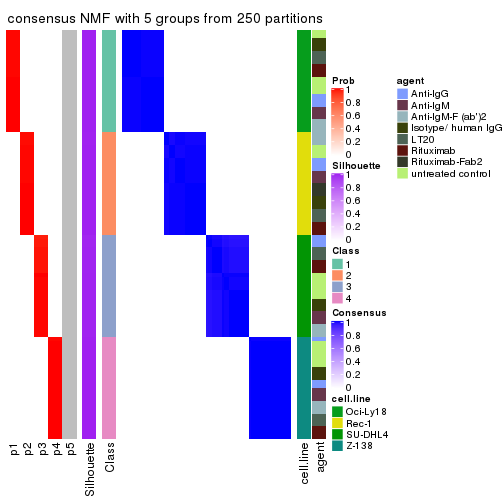 consensus NMF with 5 groups from 250 partitions
p1
p2
p3
p4
p5
Silhouette
Class
cell.line
agent
Prob
1
0.8
0.6
0.4
0.2
0
Silhouette
1
0.8
0.6
0.4
0.2
0
Class
1
2
3
4
Consensus
1
0.8
0.6
0.4
0.2
0
cell.line
Oci-Ly18
Rec-1
SU-DHL4
Z-138
agent
Anti-IgG
Anti-IgM
Anti-IgM-F (ab')2
Isotype/ human IgG
LT20
Rituximab
Rituximab-Fab2
untreated control